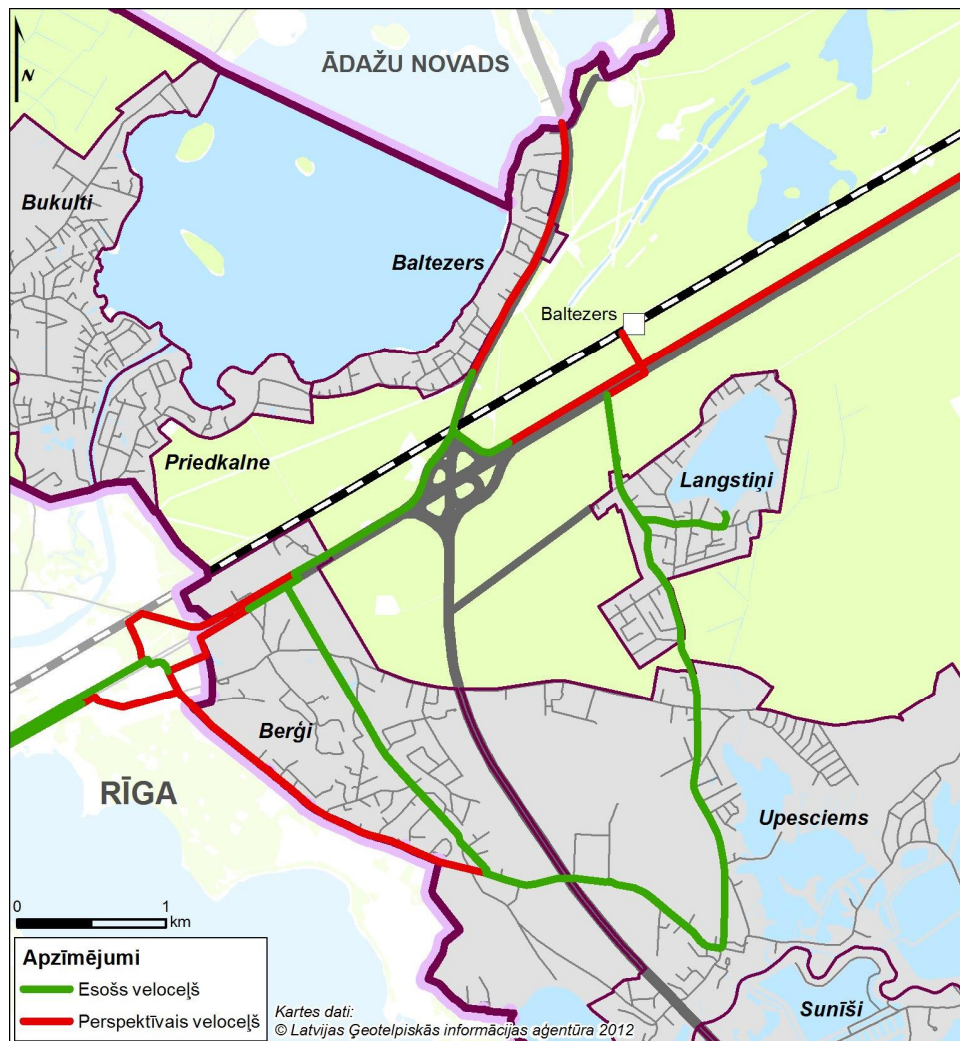 ĀDAŽU NOVADS
N
Bukulti
Baltezers
Baltezers
Priedkalne
Langstiņi
Berģi
RĪGA
Upesciems
0 1
km
Sunīši
Apzīmējumi
Esošs veloceļš
Perspektīvais veloceļš
Kartes dati:
© Latvijas Ģeotelpiskās informācijas aģentūra 2012